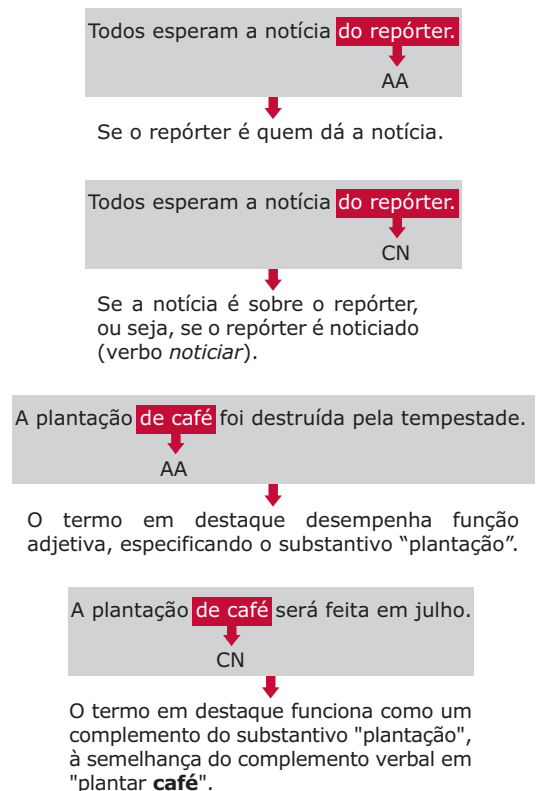 Todos esperam a notícia do repórter.
AA
Se o repórter é quem dá a notícia.
Todos esperam a notícia do repórter.
CN
Se a notícia é sobre o repórter,
ou seja, se o repórter é noticiado
(verbo noticiar).
A plantação de café foi destruída pela tempestade.
AA
O termo em destaque desempenha função
adjetiva, especificando o substantivo “plantação”.
A plantação de café será feita em julho.
CN
O termo em destaque funciona como um
complemento do substantivo "plantação",
à semelhança do complemento verbal em
"plantar café".